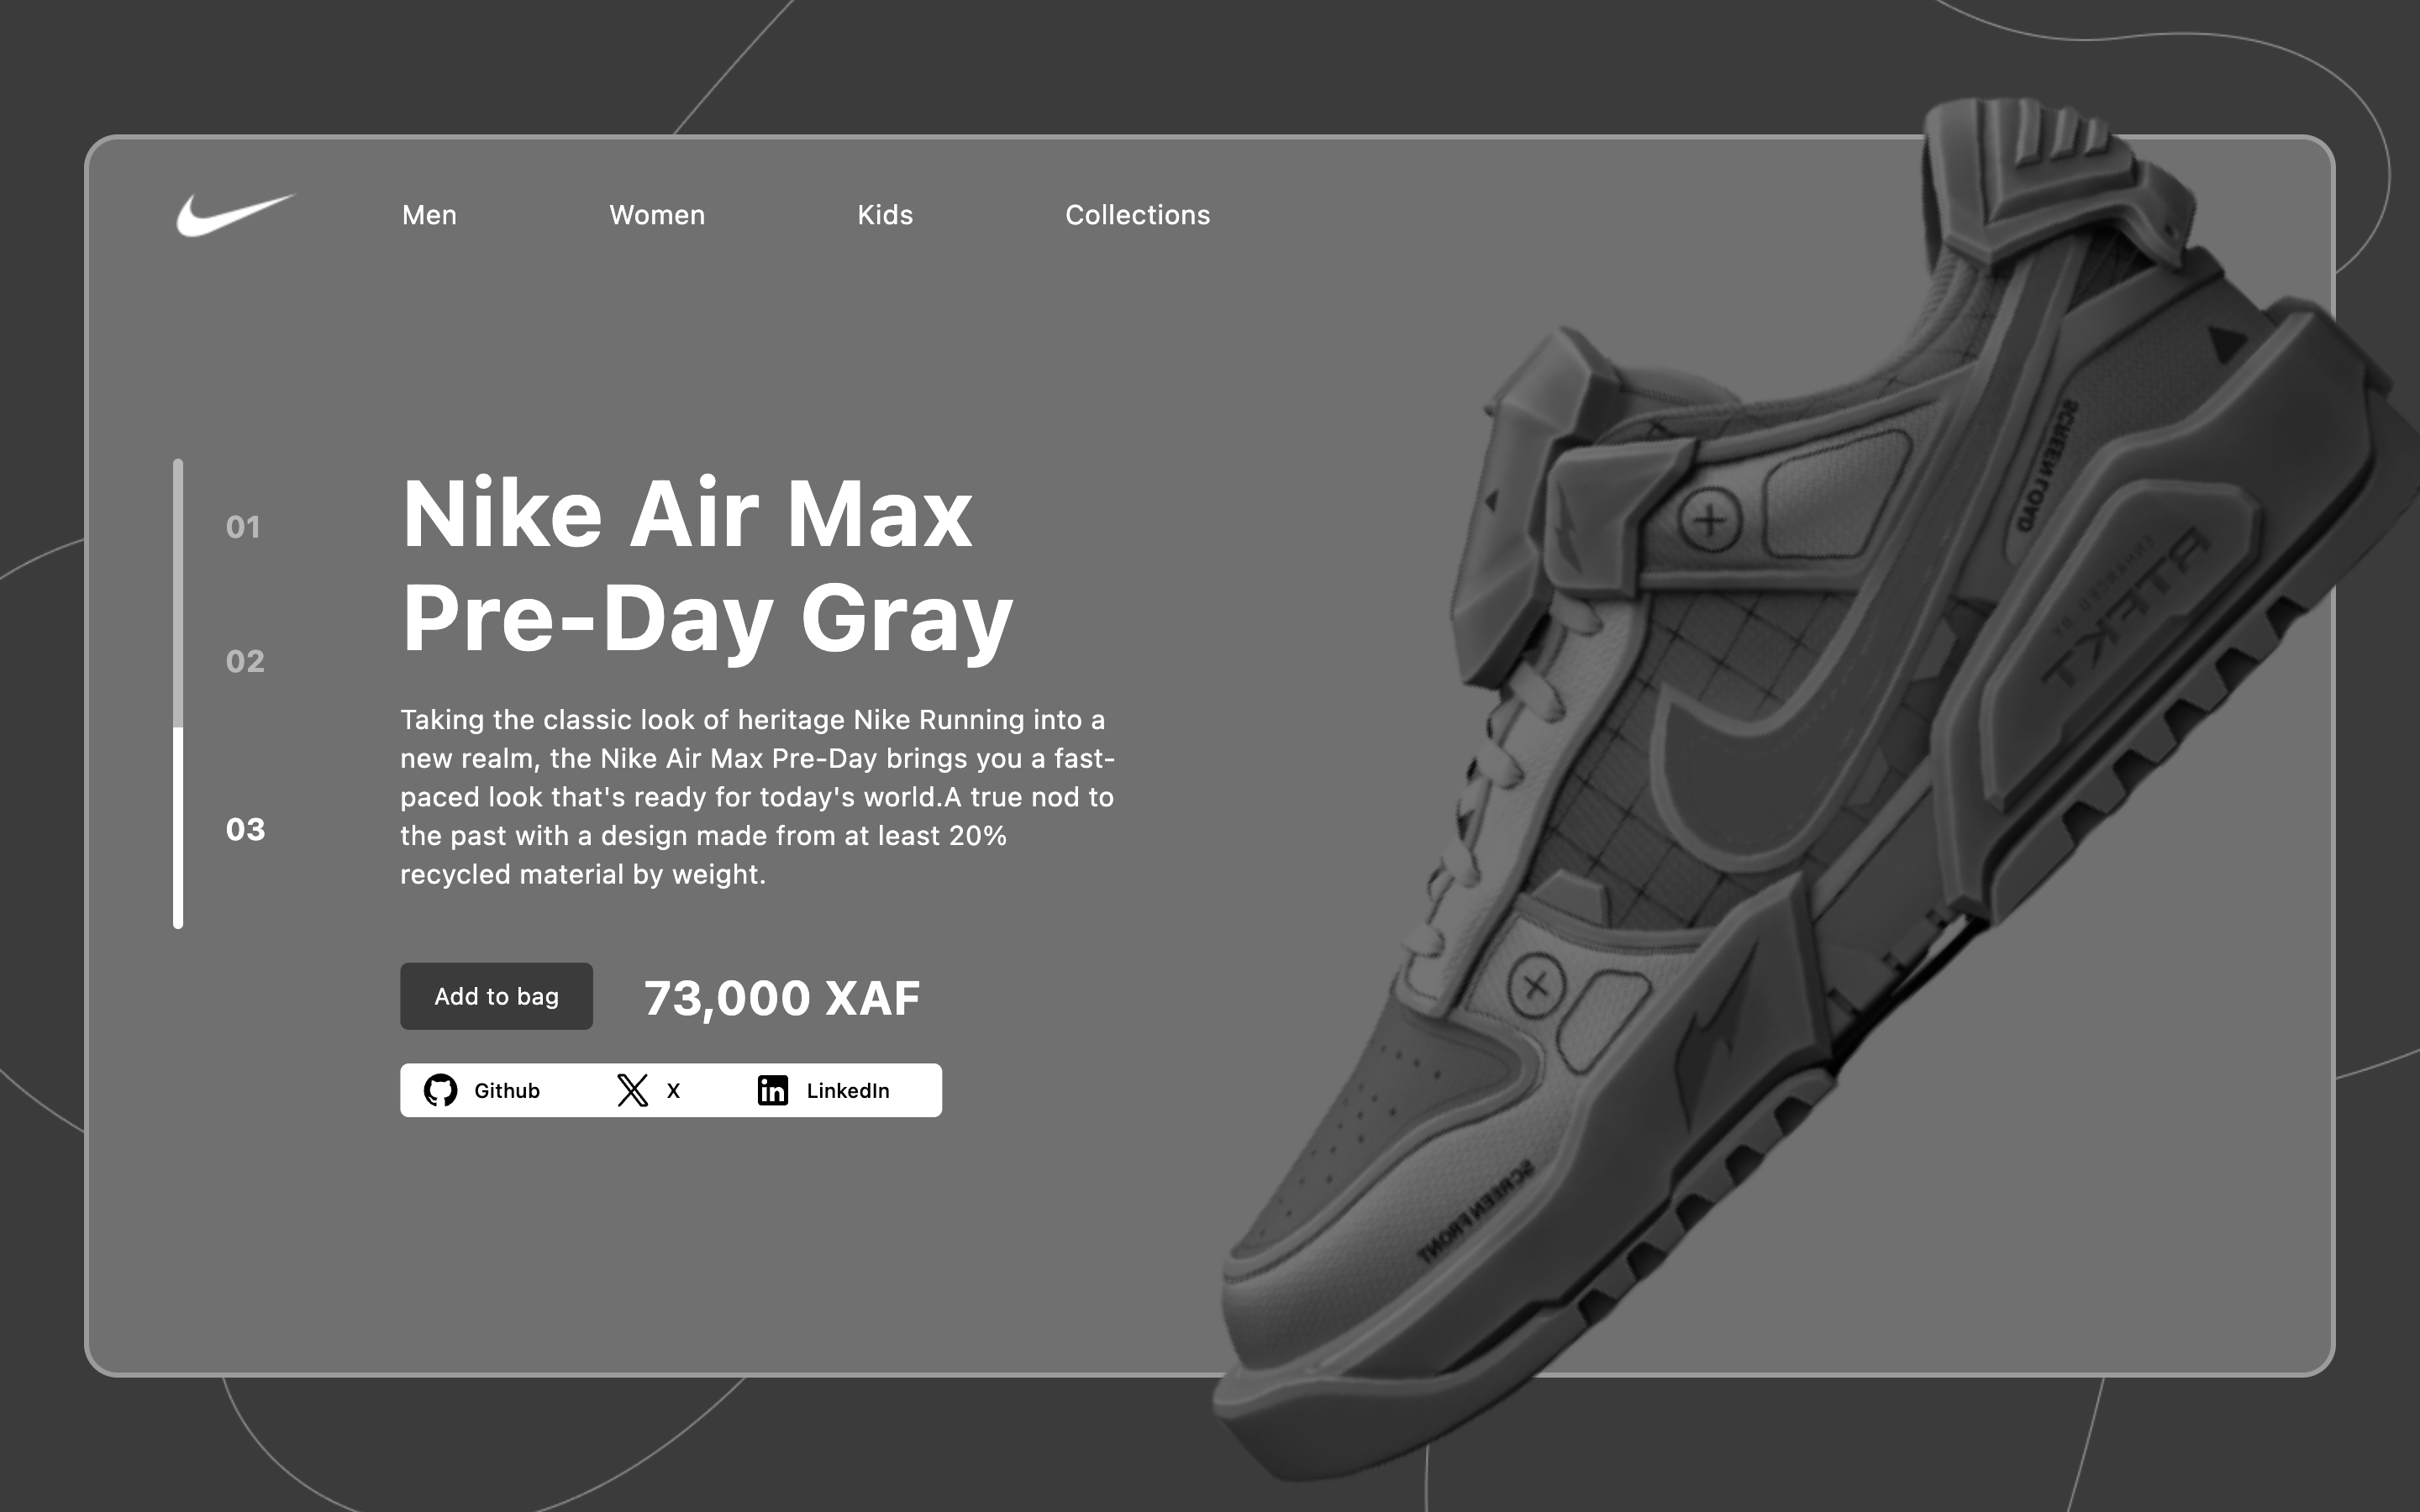 Men Women Kids Collections
01
02
03
Nike Air Max
Pre-Day Gray
Taking the classic look of heritage Nike Running into a
new realm, the Nike Air Max Pre-Day brings you a fast-
paced look that's ready for today's world.A true nod to
the past with a design made from at least 20%
recycled material by weight.
Add to bag
73,000 XAF
Github X LinkedIn
ENHANCED BY
SCREEN FRONT